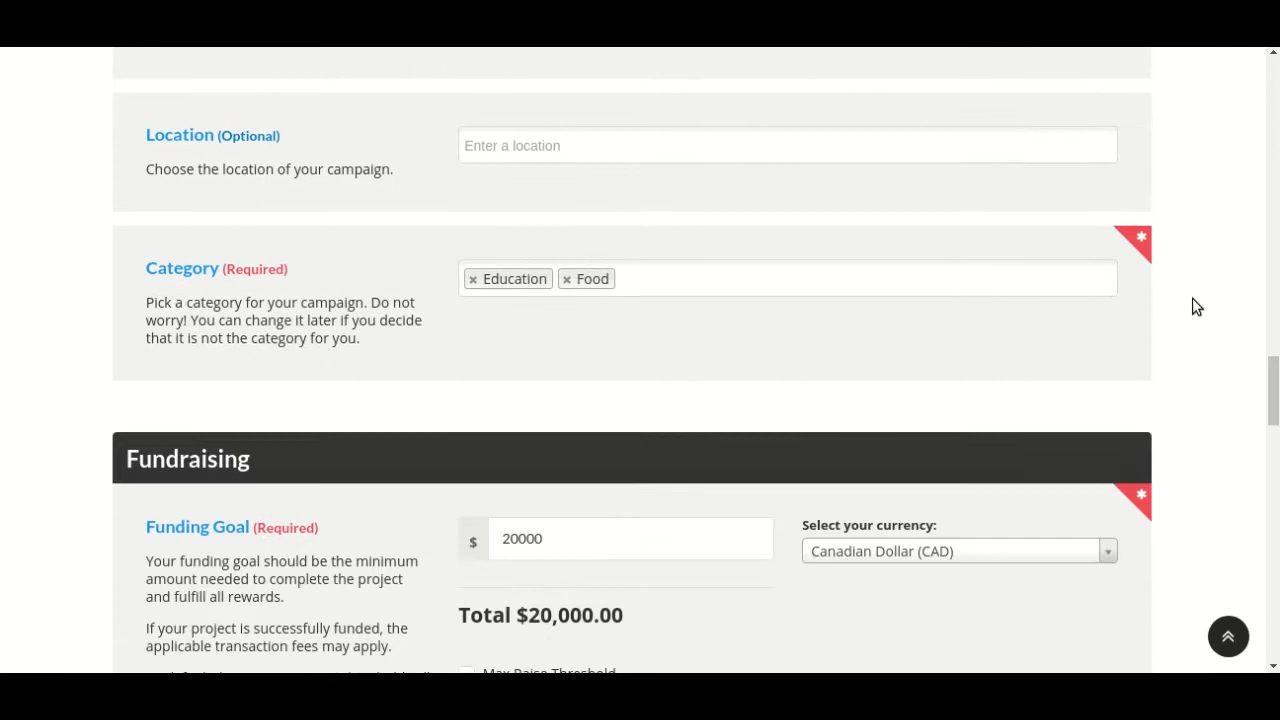 Location (Optional)
Enter a location
Choose the location of your campaign.
Category (Required)
× Education × Food
Pick a category for your campaign. Do not
worry! You can change it later if you decide
that it is not the category for you.
Fundraising
Funding Goal (Required)
$ 20000
Select your currency:
Canadian Dollar (CAD)
Your funding goal should be the minimum
amount needed to complete the project
and fulfill all rewards.
Total $20,000.00
If your project is successfully funded, the
applicable transaction fees may apply.
Max Raise Threshold